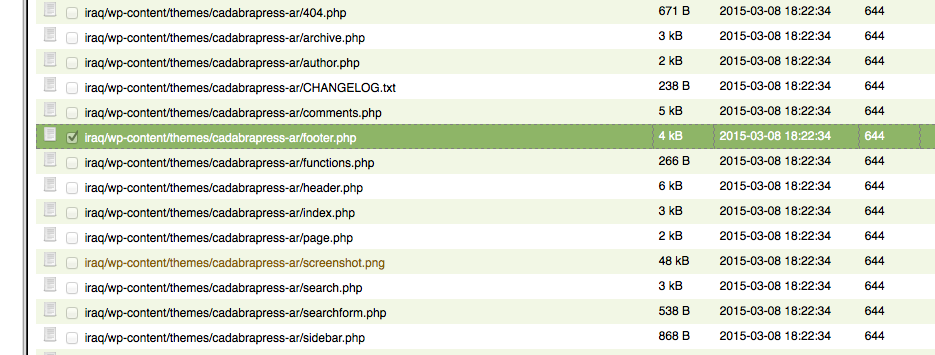 iraq/wp-content/themes/cadabrapress-ar/404.php 671 B 2015-03-08 18:22:34 644
iraq/wp-content/themes/cadabrapress-ar/archive.php 3 kB 2015-03-08 18:22:34 644
iraq/wp-content/themes/cadabrapress-ar/author.php 2 kB 2015-03-08 18:22:34 644
iraq/wp-content/themes/cadabrapress-ar/CHANGELOG.txt 238 B 2015-03-08 18:22:34 644
iraq/wp-content/themes/cadabrapress-ar/comments.php 5 kB 2015-03-08 18:22:34 644
iraq/wp-content/themes/cadabrapress-ar/footer.php 4 kB 2015-03-08 18:22:34 644
iraq/wp-content/themes/cadabrapress-ar/functions.php 266 B 2015-03-08 18:22:34 644
iraq/wp-content/themes/cadabrapress-ar/header.php 6 kB 2015-03-08 18:22:34 644
iraq/wp-content/themes/cadabrapress-ar/index.php 3 kB 2015-03-08 18:22:34 644
iraq/wp-content/themes/cadabrapress-ar/page.php 2 kB 2015-03-08 18:22:34 644
iraq/wp-content/themes/cadabrapress-ar/screenshot.png 48 kB 2015-03-08 18:22:34 644
iraq/wp-content/themes/cadabrapress-ar/search.php 3 kB 2015-03-08 18:22:34 644
iraq/wp-content/themes/cadabrapress-ar/searchform.php 538 B 2015-03-08 18:22:34 644
iraq/wp-content/themes/cadabrapress-ar/sidebar.php 868 B 2015-03-08 18:22:34 644